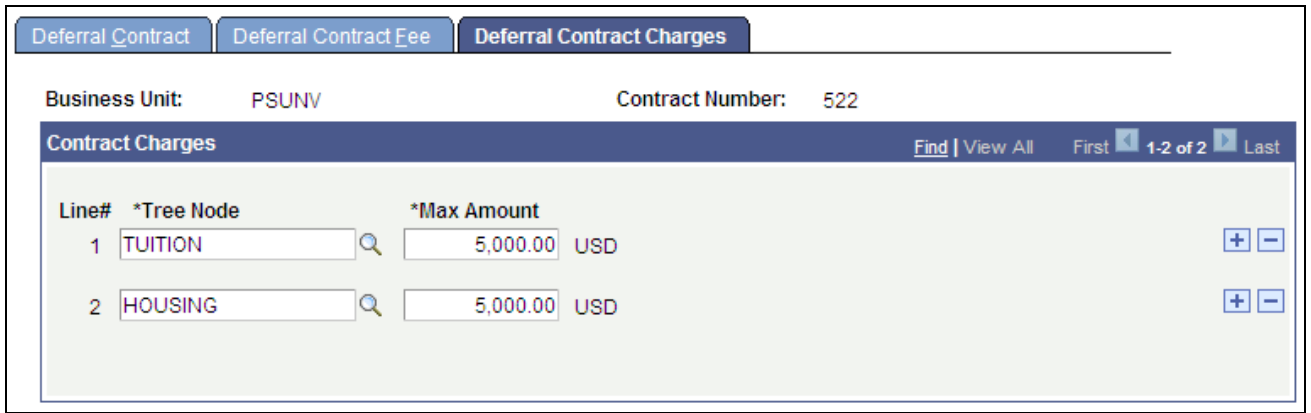 Deferral Contract Deferral Contract Fee Deferral Contract Charges
Business Unit: PSUNV Contract Number: 522
Contract Charges Find | View All First 1-2 of 2 Last
Line# *Tree Node *Max Amount
1 TUITION 5,000.00 USD
2 HOUSING 5,000.00 USD